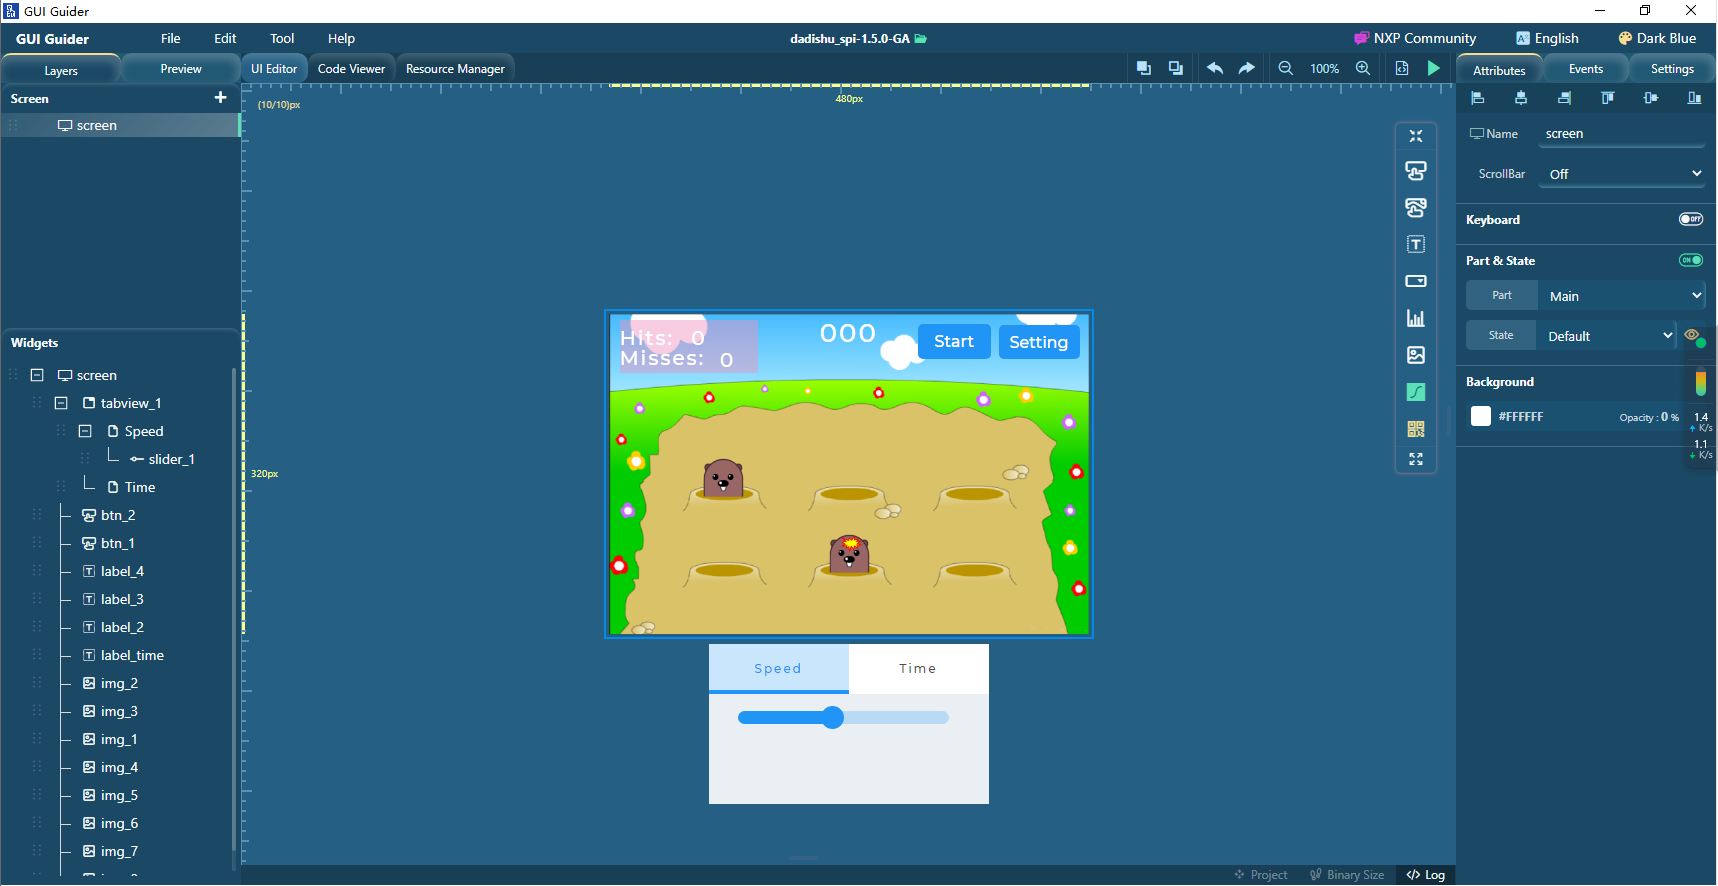 GUI Guider
GUI Guider
File
Edit
Tool
Help
dadishu_spi-1.5.0-GA
NXP Community
English
Dark Blue
Layers
Preview
UI Editor
Code Viewer
Resource Manager
100%
Attributes
Events
Settings
Screen
+
screen
(10/10)px
480px
320px
Name
screen
ScrollBar
Off
Keyboard
OFF
Part & State
ON
Part
Main
State
Default
Background
#FFFFFF
Opacity : 0 %
1.4
K/s
1.1
K/s
Widgets
screen
tabview_1
Speed
slider_1
Time
btn_2
btn_1
label_4
label_3
label_2
label_time
img_2
img_3
img_1
img_4
img_5
img_6
img_7
Hits: 0
Misses: 0
000
Start
Setting
Speed
Time
Project
Binary Size
Log